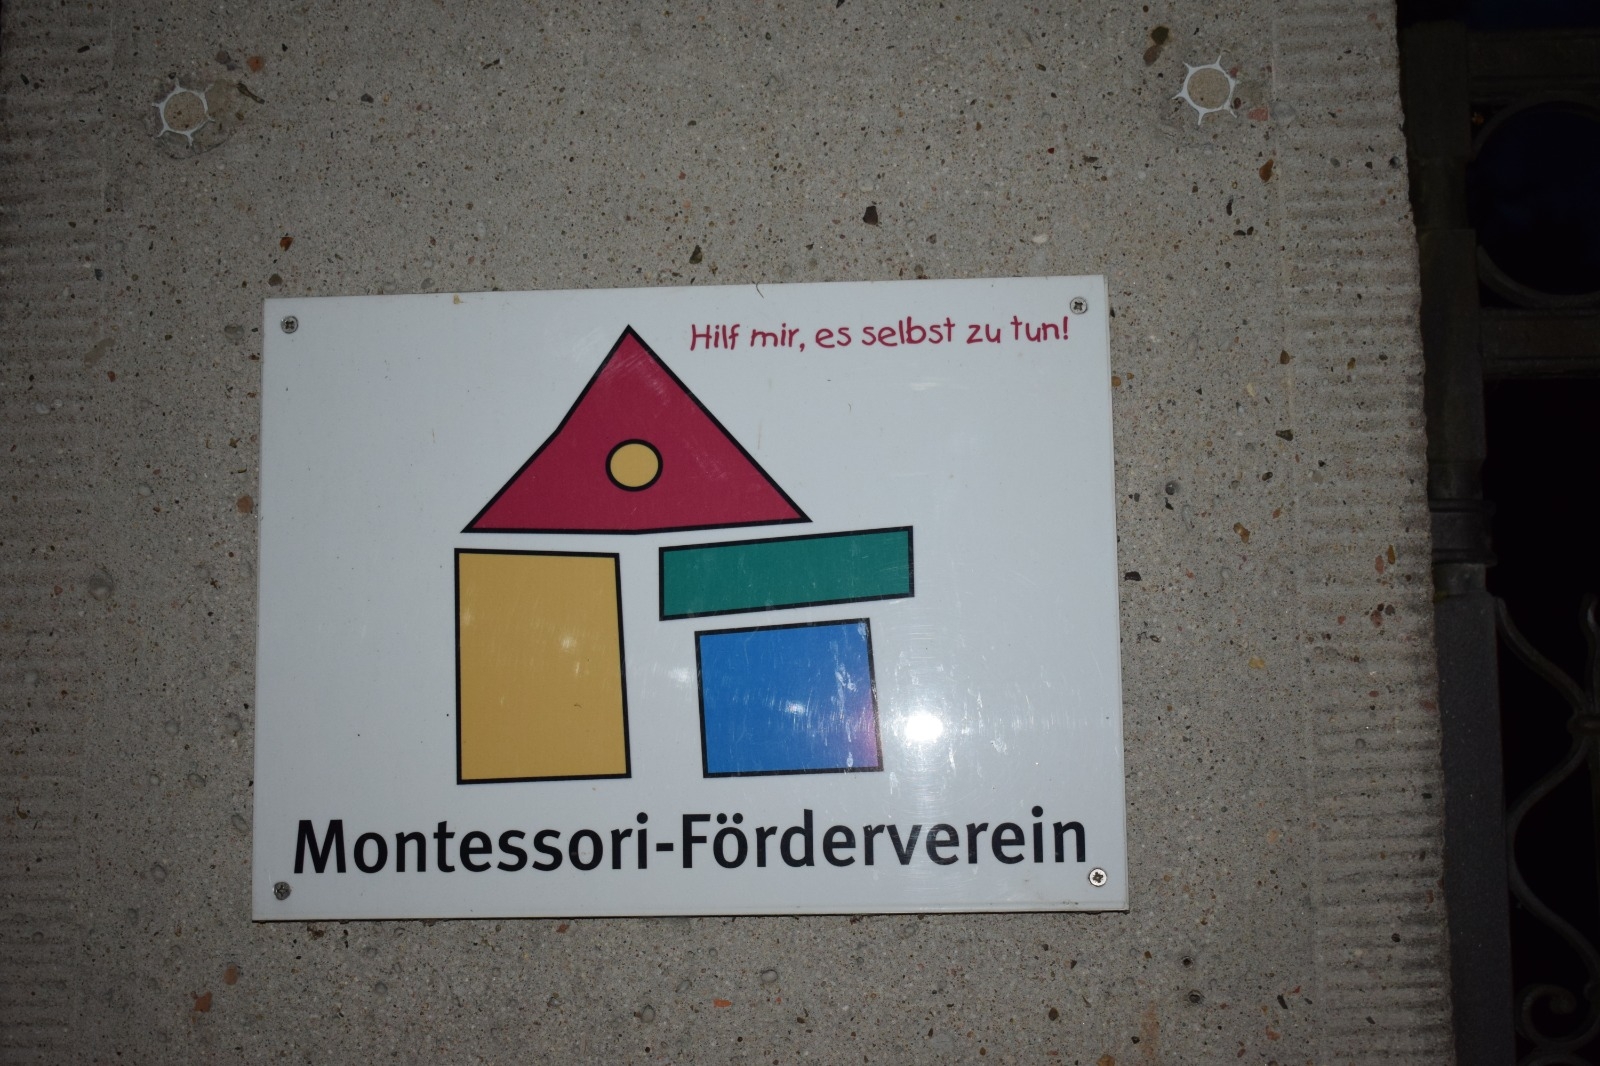 Hilf mir, es selbst zu tun!
Montessori-Förderverein